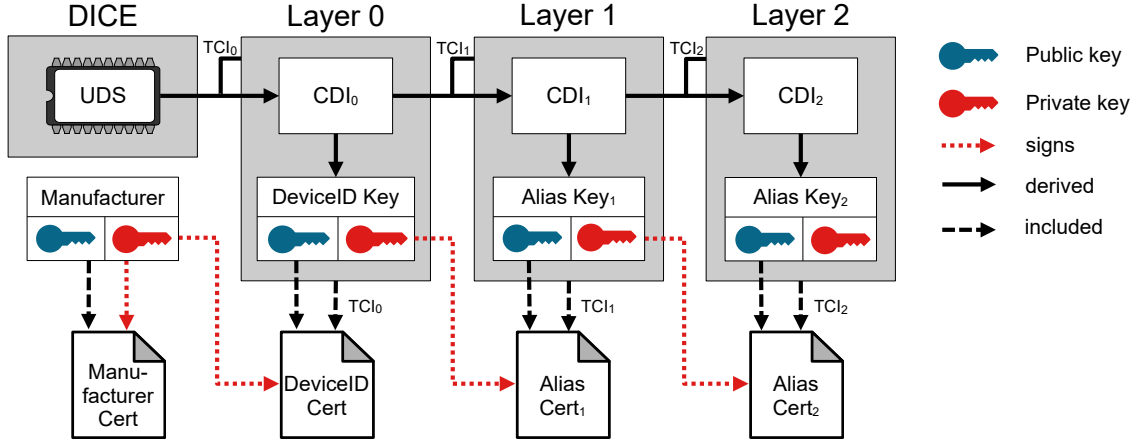 DICE
Layer 0
Layer 1
Layer 2
TCI₀
TCI₁
TCI₂
UDS
CDI₀
CDI₁
CDI₂
Public key
Private key
signs
derived
included
Manufacturer
DeviceID Key
Alias Key₁
Alias Key₂
TCI₀
TCI₁
TCI₂
Manu-
facturer
Cert
DeviceID
Cert
Alias
Cert₁
Alias
Cert₂